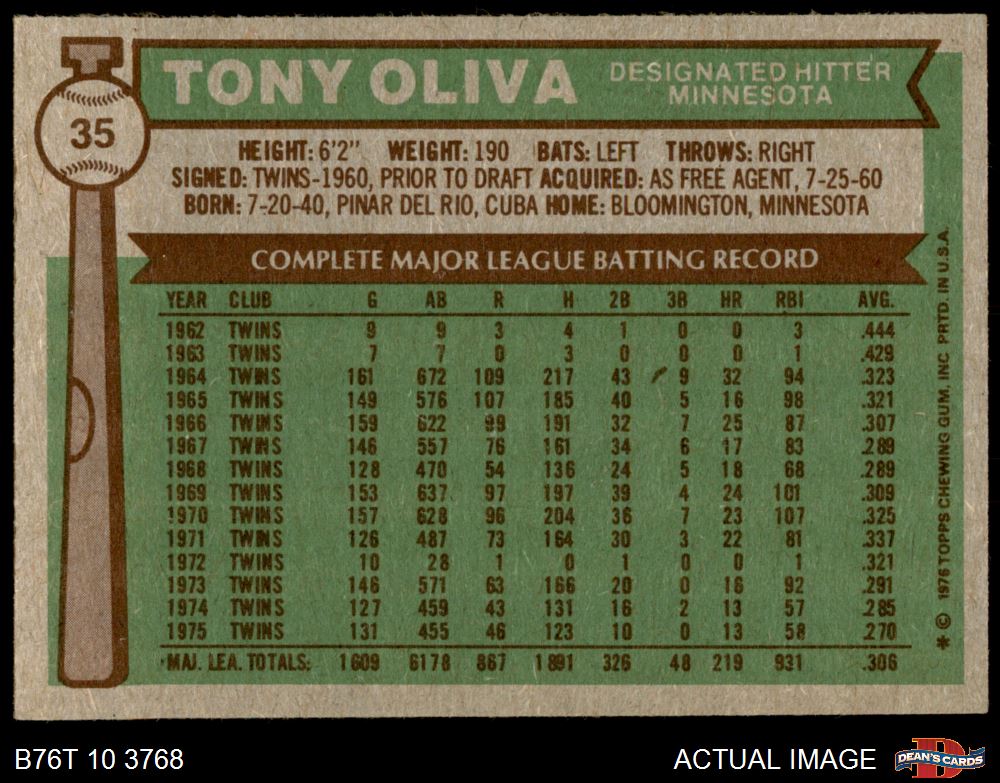 35
TONY OLIVA
DESIGNATED HITTER
MINNESOTA
HEIGHT: 6'2" WEIGHT: 190 BATS: LEFT THROWS: RIGHT
SIGNED: TWINS-1960, PRIOR TO DRAFT ACQUIRED: AS FREE AGENT, 7-25-60
BORN: 7-20-40, PINAR DEL RIO, CUBA HOME: BLOOMINGTON, MINNESOTA
COMPLETE MAJOR LEAGUE BATTING RECORD
YEAR CLUB G AB R H 2B 3B HR RBI AVG.
1962 TWINS 9 9 3 4 1 0 0 3 .444
1963 TWINS 7 7 0 3 0 0 0 1 .429
1964 TWINS 161 672 109 217 43 9 32 94 .323
1965 TWINS 149 576 107 185 40 5 16 98 .321
1966 TWINS 159 622 99 191 32 7 25 87 .307
1967 TWINS 146 557 76 161 34 6 17 83 .289
1968 TWINS 128 470 54 136 24 5 18 68 .289
1969 TWINS 153 637 97 197 39 4 24 101 .309
1970 TWINS 157 628 96 204 36 7 23 107 .325
1971 TWINS 126 487 73 164 30 3 22 81 .337
1972 TWINS 10 28 1 0 1 0 0 1 .321
1973 TWINS 146 571 63 166 20 0 16 92 .291
1974 TWINS 127 459 43 131 16 2 13 57 .285
1975 TWINS 131 455 46 123 10 0 13 58 .270
MAJ. LEA. TOTALS: 1609 6178 867 1891 326 48 219 931 .306
* © 1976 TOPPS CHEWING GUM, INC. PRTD. IN U.S.A.
B76T 10 3768
ACTUAL IMAGE
D
DEAN'S CARDS